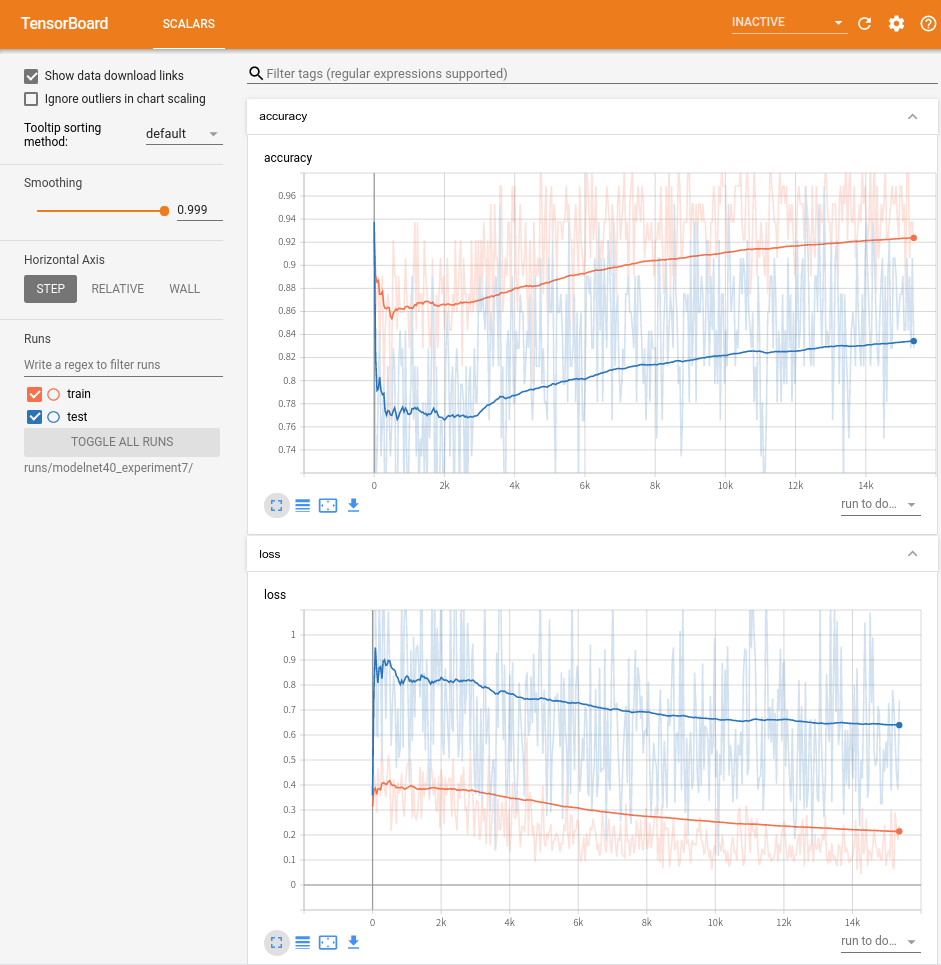 TensorBoard
SCALARS
INACTIVE
Show data download links
Ignore outliers in chart scaling
Tooltip sorting
method:
default
Smoothing
0.999
Horizontal Axis
STEP RELATIVE WALL
Runs
Write a regex to filter runs
train
test
TOGGLE ALL RUNS
runs/modelnet40_experiment7/
Filter tags (regular expressions supported)
accuracy
accuracy
0.96
0.94
0.92
0.9
0.88
0.86
0.84
0.82
0.8
0.78
0.76
0.74
0 2k 4k 6k 8k 10k 12k 14k
run to do...
loss
loss
1
0.9
0.8
0.7
0.6
0.5
0.4
0.3
0.2
0.1
0
0 2k 4k 6k 8k 10k 12k 14k
run to do...